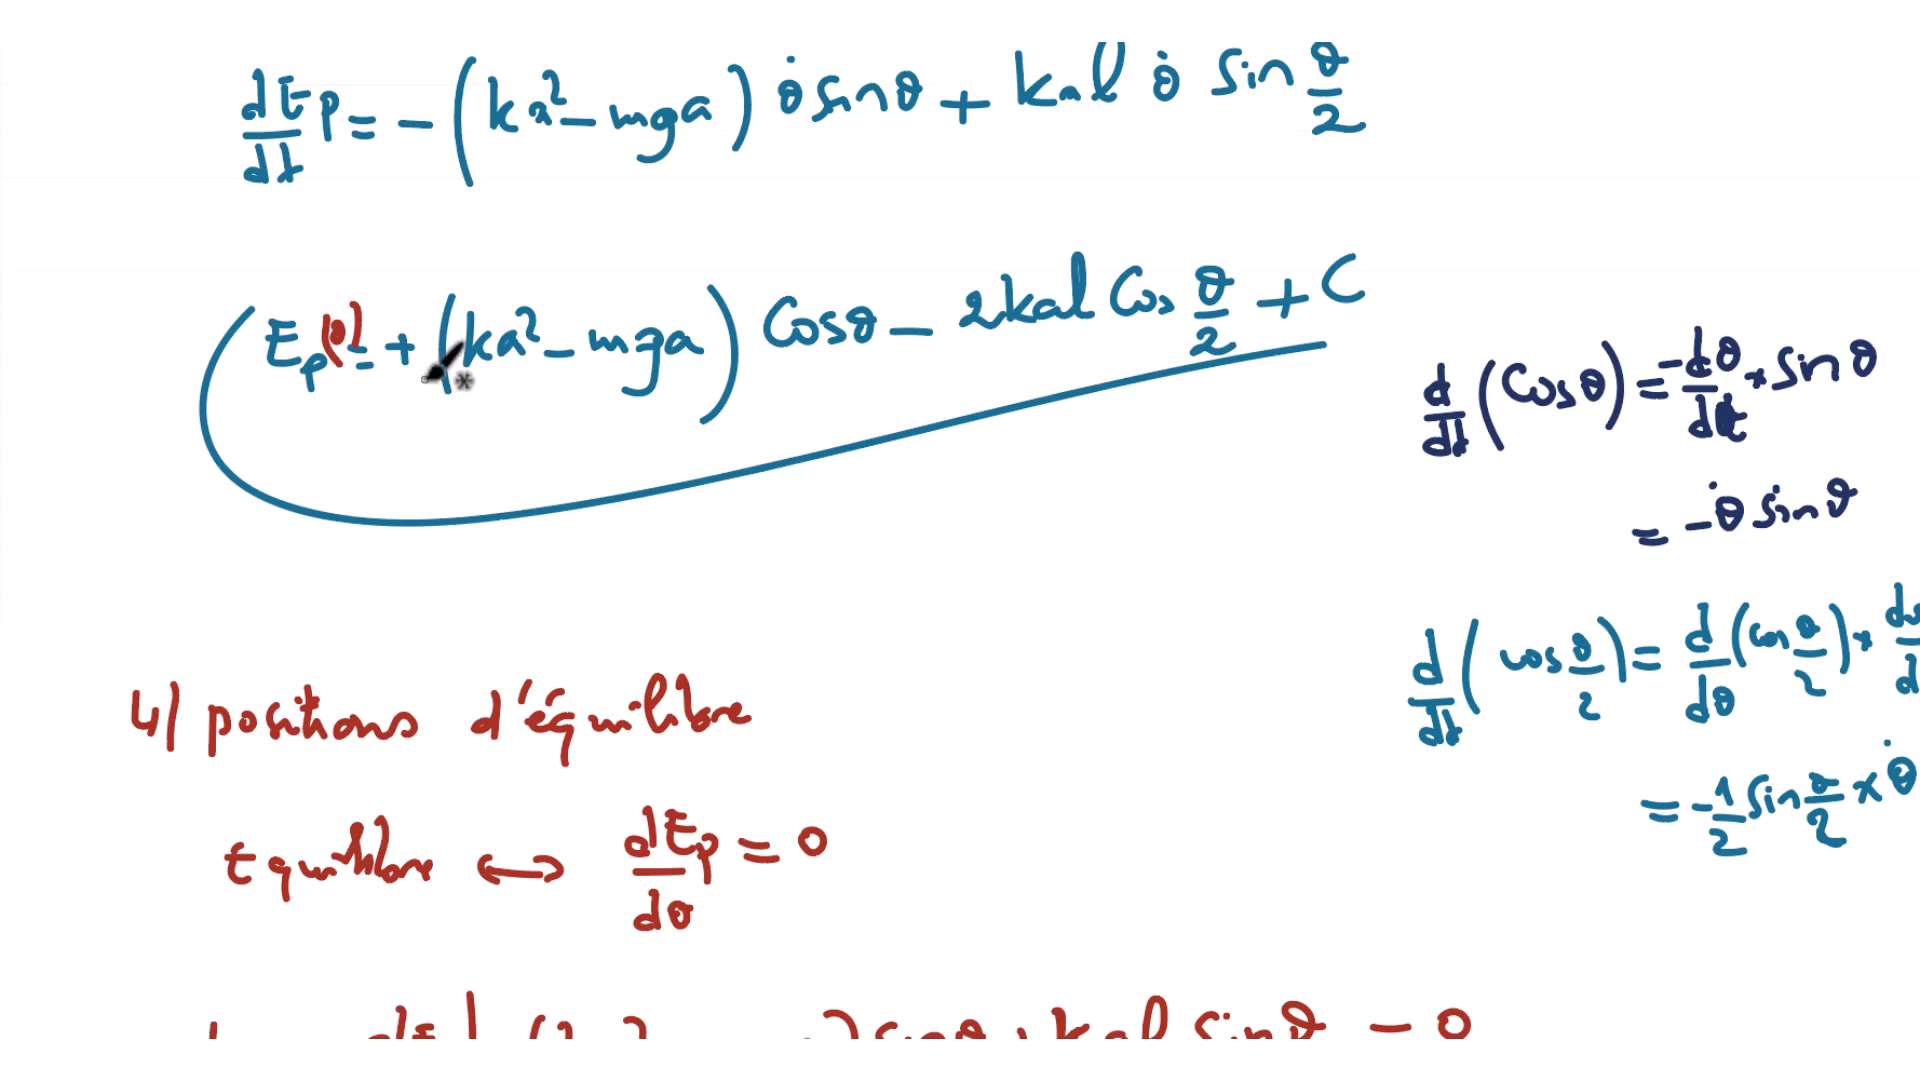 dEp/dt = - (ka² - mga) θ̇ sinθ + kal θ̇ sin θ/2
Ep(θ) = + (ka² - mga) Cosθ - 2kal Cos θ/2 + C
d/dt (Cosθ) = - dθ/dt * sin θ
= - θ̇ sinθ
4) positions d'équilibre
d/dt (cos θ/2) = d/dθ (cos θ/2) *
= - 1/2 sin θ/2 × θ̇
Equilibre ↔ dEp/dθ = 0